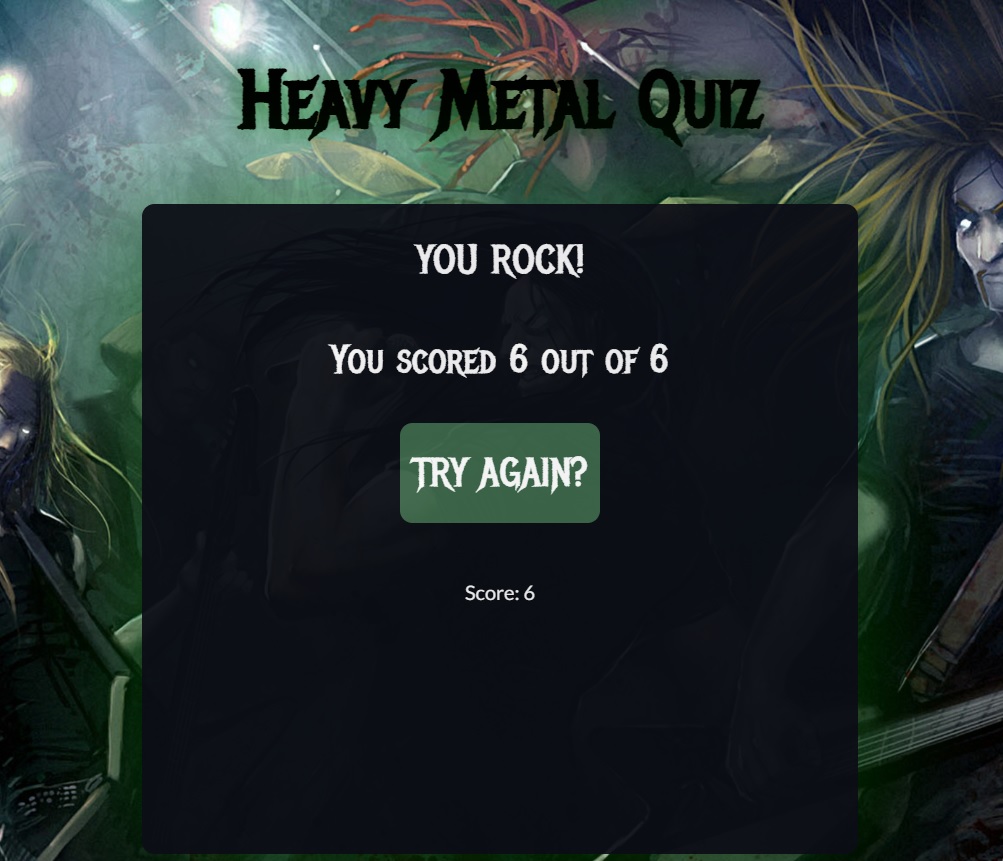 Heavy Metal Quiz
YOU ROCK!
You scored 6 out of 6
TRY AGAIN?
Score: 6